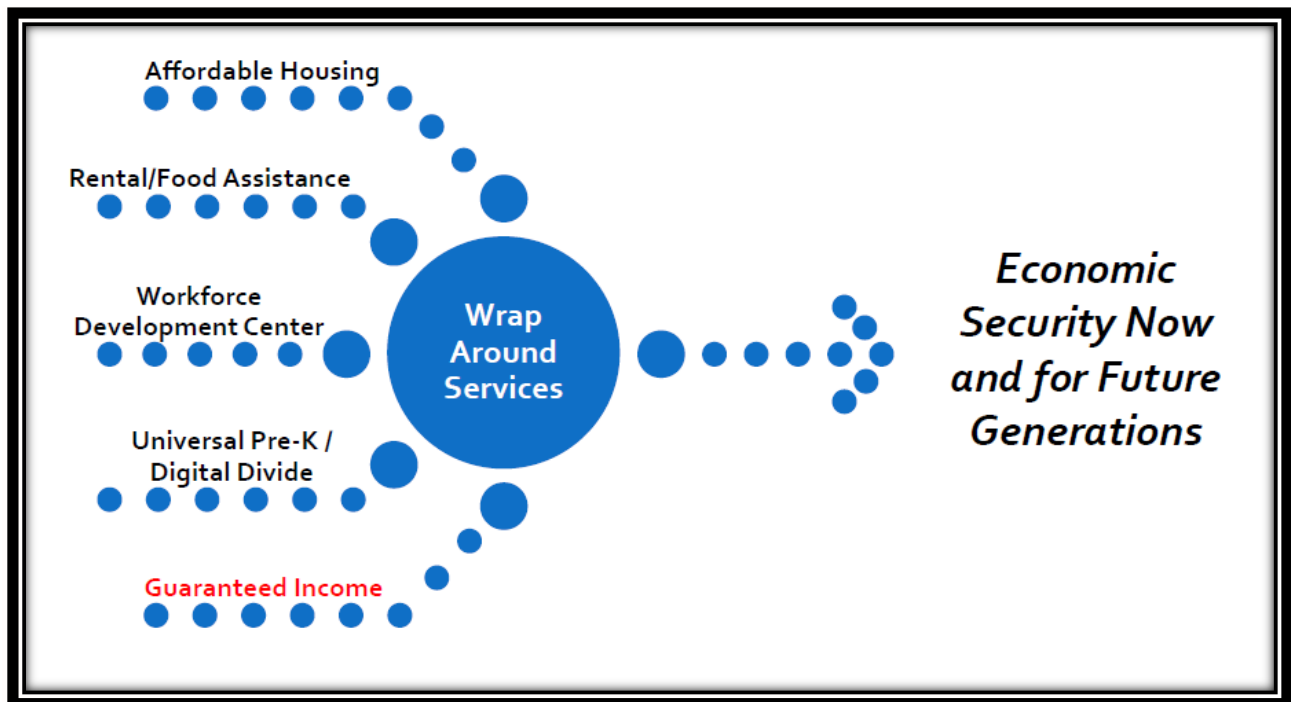 Affordable Housing
Rental/Food Assistance
Workforce
Development Center
Universal Pre-K /
Digital Divide
Guaranteed Income
Wrap
Around
Services
Economic
Security Now
and for Future
Generations